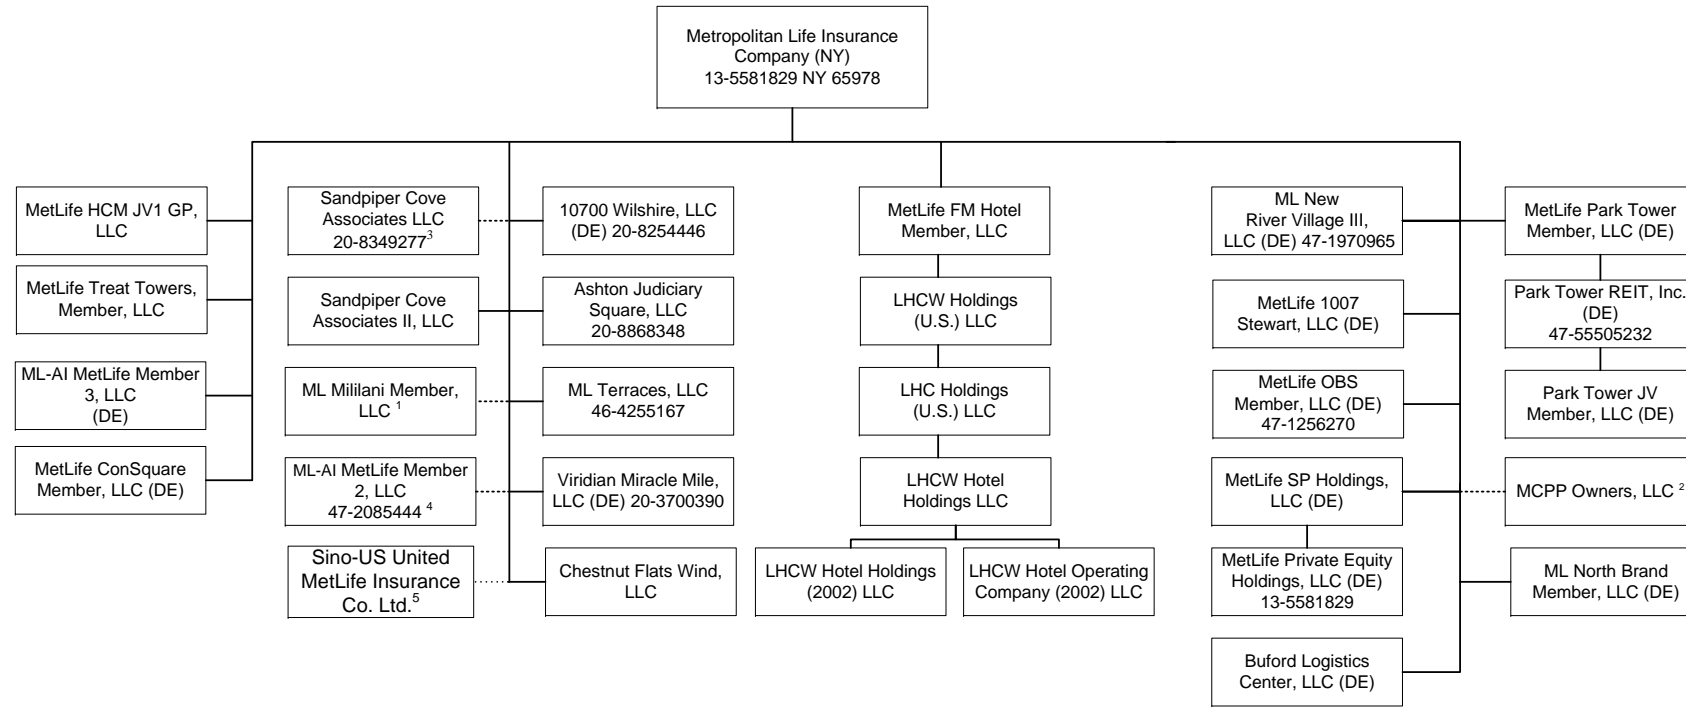 Metropolitan Life Insurance
Company (NY)
13-5581829 NY 65978
MetLife HCM JV1 GP,
LLC
MetLife Treat Towers,
Member, LLC
ML-AI MetLife Member
3, LLC
(DE)
MetLife ConSquare
Member, LLC (DE)
Sandpiper Cove
Associates LLC
20-8349277³
Sandpiper Cove
Associates II, LLC
ML Mililani Member,
LLC ¹
ML-AI MetLife Member
2, LLC
47-2085444 ⁴
Sino-US United
MetLife Insurance
Co. Ltd.⁵
10700 Wilshire, LLC
(DE) 20-8254446
Ashton Judiciary
Square, LLC
20-8868348
ML Terraces, LLC
46-4255167
Viridian Miracle Mile,
LLC (DE) 20-3700390
Chestnut Flats Wind,
LLC
MetLife FM Hotel
Member, LLC
LHCW Holdings
(U.S.) LLC
LHC Holdings
(U.S.) LLC
LHCW Hotel
Holdings LLC
LHCW Hotel Holdings
(2002) LLC
LHCW Hotel Operating
Company (2002) LLC
ML New
River Village III,
LLC (DE) 47-1970965
MetLife 1007
Stewart, LLC (DE)
MetLife OBS
Member, LLC (DE)
47-1256270
MetLife SP Holdings,
LLC (DE)
MetLife Private Equity
Holdings, LLC (DE)
13-5581829
Buford Logistics
Center, LLC (DE)
MetLife Park Tower
Member, LLC (DE)
Park Tower REIT, Inc.
(DE)
47-55505232
Park Tower JV
Member, LLC (DE)
MCPP Owners, LLC ²
ML North Brand
Member, LLC (DE)